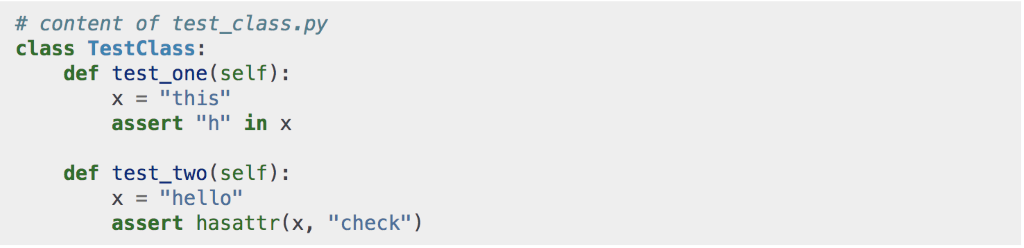 # content of test_class.py
class TestClass:
    def test_one(self):
        x = "this"
        assert "h" in x

    def test_two(self):
        x = "hello"
        assert hasattr(x, "check")